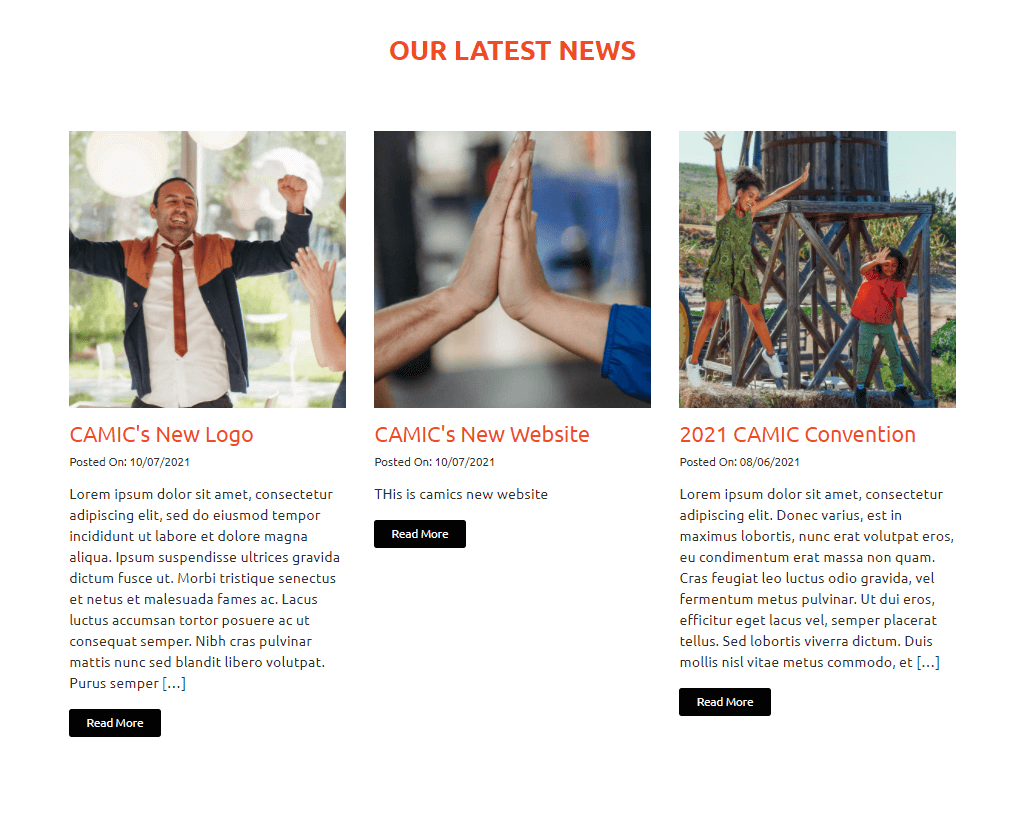 OUR LATEST NEWS
CAMIC's New Logo
Posted On: 10/07/2021
Lorem ipsum dolor sit amet, consectetur
adipiscing elit, sed do eiusmod tempor
incididunt ut labore et dolore magna
aliqua. Ipsum suspendisse ultrices gravida
dictum fusce ut. Morbi tristique senectus
et netus et malesuada fames ac. Lacus
luctus accumsan tortor posuere ac ut
consequat semper. Nibh cras pulvinar
mattis nunc sed blandit libero volutpat.
Purus semper […]
Read More
CAMIC's New Website
Posted On: 10/07/2021
THis is camics new website
Read More
2021 CAMIC Convention
Posted On: 08/06/2021
Lorem ipsum dolor sit amet, consectetur
adipiscing elit. Donec varius, est in
maximus lobortis, nunc erat volutpat eros,
eu condimentum erat massa non quam.
Cras feugiat leo luctus odio gravida, vel
fermentum metus pulvinar. Ut dui eros,
efficitur eget lacus vel, semper placerat
tellus. Sed lobortis viverra dictum. Duis
mollis nisl vitae metus commodo, et […]
Read More